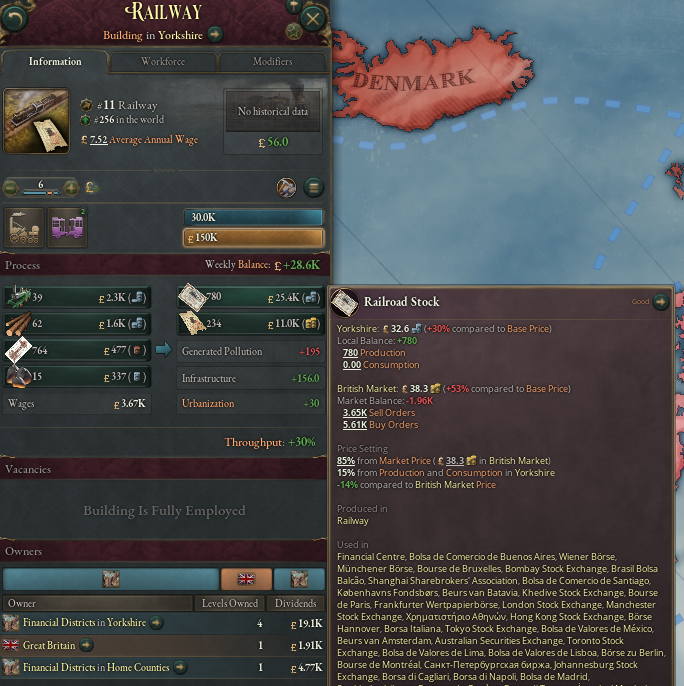 RAILWAY
Building in Yorkshire
Information
Workforce
Modifiers
#11 Railway
#256 in the world
£ 7.52 Average Annual Wage
No historical data
£56.0
6
£
2
30.0K
£ 150K
Process
Weekly Balance: £ +28.6K
39 £ 2.3K ( )
780 £ 25.4K ( )
62 £ 1.6K ( )
234 £ 11.0K ( )
764 £ 477 ( )
Generated Pollution +195
15 £ 337 ( )
Infrastructure +156.0
Wages £ 3.67K
Urbanization +30
Throughput: +30%
Vacancies
Building Is Fully Employed
Owners
Owner Levels Owned Dividends
Financial Districts in Yorkshire 4 £ 19.1K
Great Britain 1 £ 1.91K
Financial Districts in Home Counties 1 £ 4.77K
DENMARK
Railroad Stock
Good
Yorkshire: £ 32.6 (+30% compared to Base Price)
Local Balance: +780
780 Production
0.00 Consumption
British Market: £ 38.3 (+53% compared to Base Price)
Market Balance: -1.96K
3.65K Sell Orders
5.61K Buy Orders
Price Setting
85% from Market Price ( £ 38.3 in British Market)
15% from Production and Consumption in Yorkshire
-14% compared to British Market Price
Produced in
Railway
Used in
Financial Centre, Bolsa de Comercio de Buenos Aires, Wiener Börse,
Münchener Börse, Bourse de Bruxelles, Bombay Stock Exchange, Brasil Bolsa
Balcão, Shanghai Sharebrokers' Association, Bolsa de Comercio de Santiago,
Københavns Fondsbørs, Beurs van Batavia, Khedive Stock Exchange, Bourse
de Paris, Frankfurter Wertpapierbörse, London Stock Exchange, Manchester
Stock Exchange, Χρηματιστήριο Αθηνών, Hong Kong Stock Exchange, Börse
Hannover, Borsa Italiana, Tokyo Stock Exchange, Bolsa de Valores de México,
Beurs van Amsterdam, Australian Securities Exchange, Toronto Stock
Exchange, Bolsa de Valores de Lima, Bolsa de Valores de Lisboa, Börse zu Berlin,
Bourse de Montréal, Санкт-Петербургская биржа, Johannesburg Stock
Exchange, Borsa di Cagliari, Borsa di Napoli, Bolsa de Madrid,